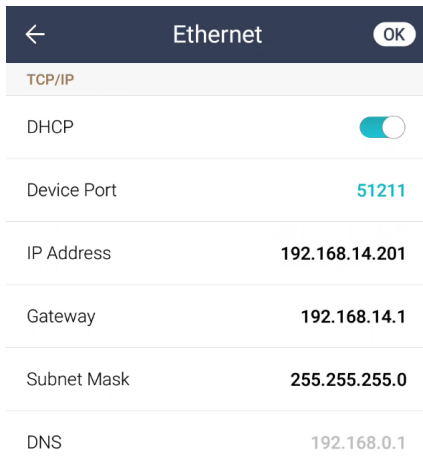 Ethernet OK
TCP/IP
DHCP
Device Port 51211
IP Address 192.168.14.201
Gateway 192.168.14.1
Subnet Mask 255.255.255.0
DNS 192.168.0.1